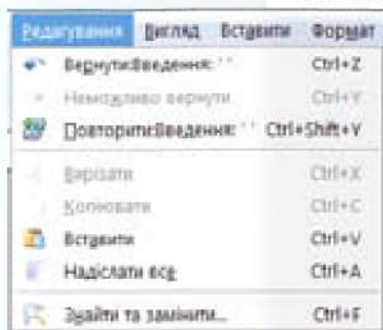 Редагування Вигляд Вставити Формат
Вернути:Введення: ' ' Ctrl+Z
Неможливо вернути Ctrl+Y
Повторити:Введення: ' ' Ctrl+Shift+Y
Вирізати Ctrl+X
Копіювати Ctrl+C
Вставити Ctrl+V
Надіслати все Ctrl+A
Знайти та замінити... Ctrl+F